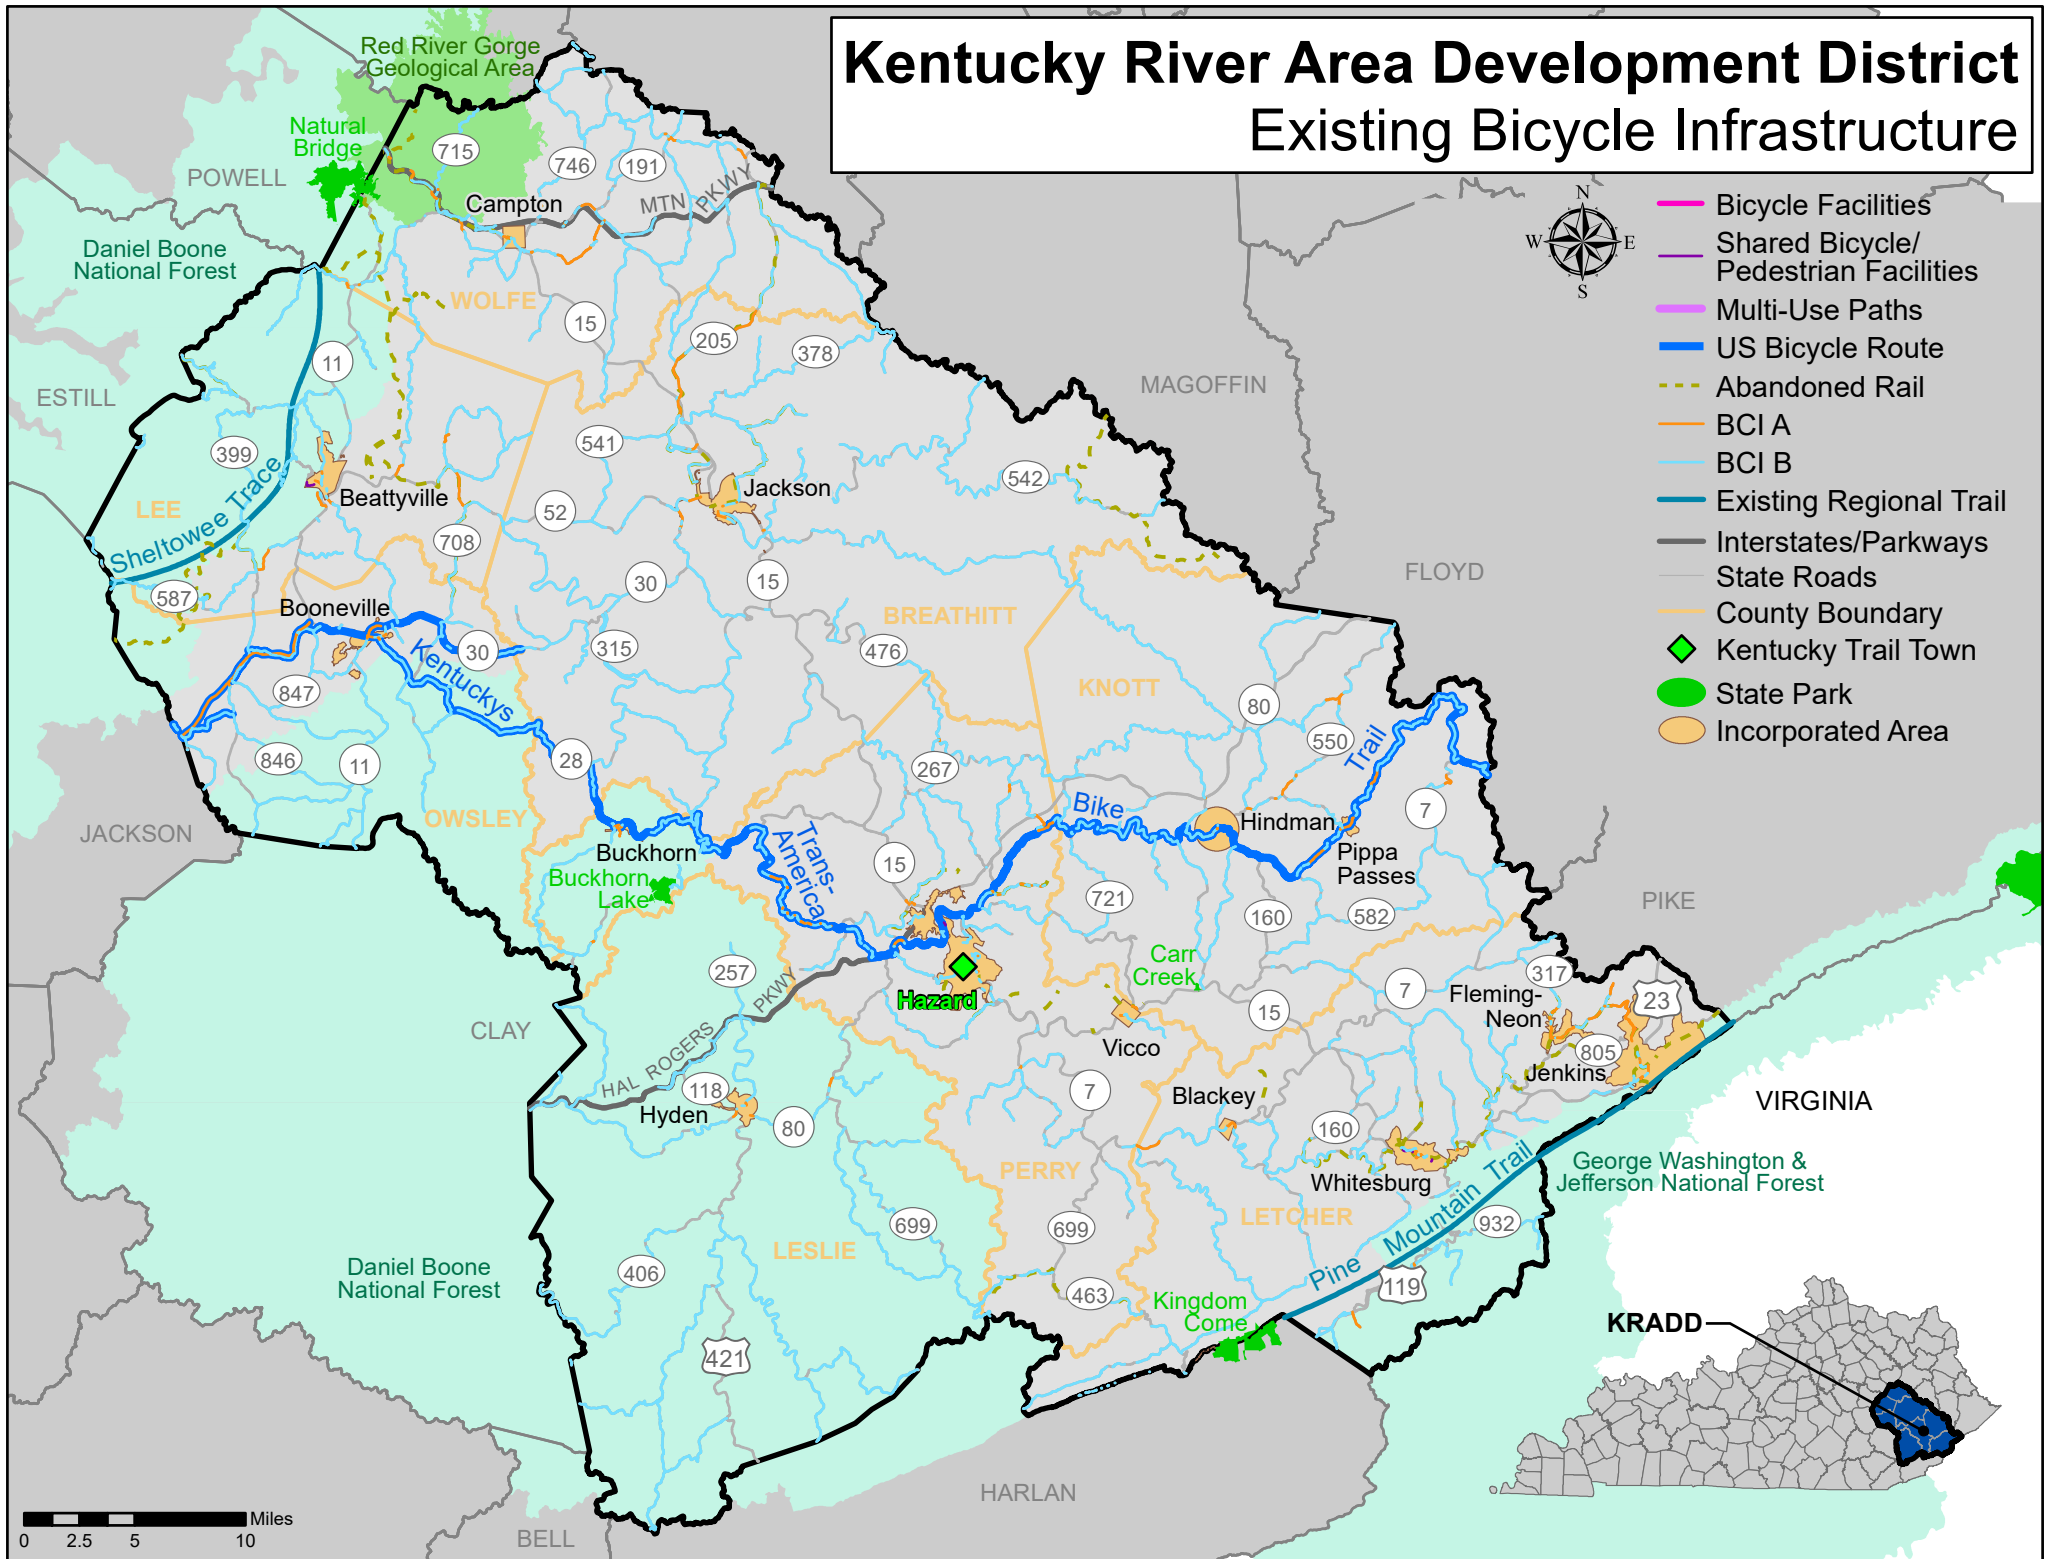 Kentucky River Area Development District
Existing Bicycle Infrastructure
N
W E
S
Bicycle Facilities
Shared Bicycle/
Pedestrian Facilities
Multi-Use Paths
US Bicycle Route
Abandoned Rail
BCI A
BCI B
Existing Regional Trail
Interstates/Parkways
State Roads
County Boundary
Kentucky Trail Town
State Park
Incorporated Area
Red River Gorge
Geological Area
Natural
Bridge
POWELL
715
746
191
Campton
MTN PKWY
Daniel Boone
National Forest
WOLFE
15
205
378
11
ESTILL
MAGOFFIN
399
541
542
Jackson
Beattyville
LEE
Sheltowee Trace
52
708
30
15
FLOYD
587
Booneville
BREATHITT
30
315
476
Kentuckys
847
KNOTT
80
550
Trail
846
11
28
267
7
JACKSON
OWSLEY
Bike
Hindman
Buckhorn
Trans-
America
15
Pippa
Passes
Buckhorn
Lake
721
160
582
PIKE
257
PKWY
Carr
Creek
317
23
Hazard
7
Fleming-
Neon
CLAY
15
HAL ROGERS
Vicco
805
Jenkins
118
7
Blackey
VIRGINIA
Hyden
80
160
PERRY
Whitesburg
George Washington &
Jefferson National Forest
699
699
LETCHER
Pine Mountain Trail
932
LESLIE
Daniel Boone
National Forest
406
119
463
Kingdom
Come
KRADD
421
HARLAN
BELL
Miles
0 2.5 5 10